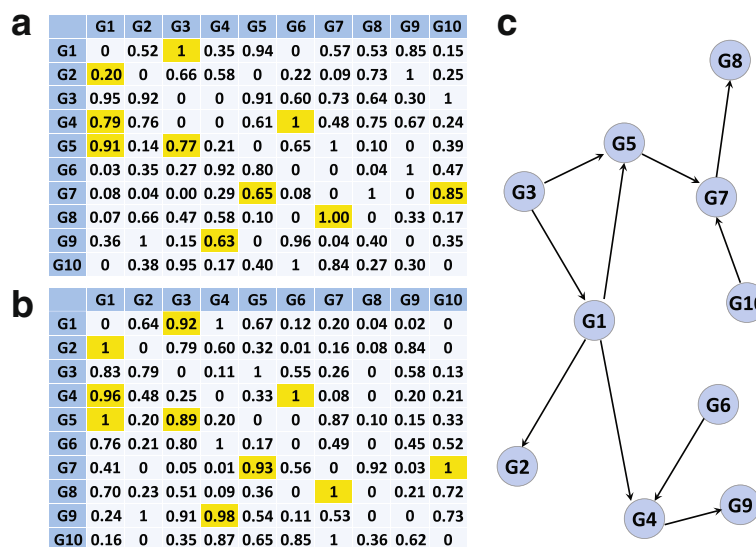 a
G1 G2 G3 G4 G5 G6 G7 G8 G9 G10
G1 0 0.52 1 0.35 0.94 0 0.57 0.53 0.85 0.15
G2 0.20 0 0.66 0.58 0 0.22 0.09 0.73 1 0.25
G3 0.95 0.92 0 0 0.91 0.60 0.73 0.64 0.30 1
G4 0.79 0.76 0 0 0.61 1 0.48 0.75 0.67 0.24
G5 0.91 0.14 0.77 0.21 0 0.65 1 0.10 0 0.39
G6 0.03 0.35 0.27 0.92 0.80 0 0 0.04 1 0.47
G7 0.08 0.04 0.00 0.29 0.65 0.08 0 1 0 0.85
G8 0.07 0.66 0.47 0.58 0.10 0 1.00 0 0.33 0.17
G9 0.36 1 0.15 0.63 0 0.96 0.04 0.40 0 0.35
G10 0 0.38 0.95 0.17 0.40 1 0.84 0.27 0.30 0
b
G1 G2 G3 G4 G5 G6 G7 G8 G9 G10
G1 0 0.64 0.92 1 0.67 0.12 0.20 0.04 0.02 0
G2 1 0 0.79 0.60 0.32 0.01 0.16 0.08 0.84 0
G3 0.83 0.79 0 0.11 1 0.55 0.26 0 0.58 0.13
G4 0.96 0.48 0.25 0 0.33 1 0.08 0 0.20 0.21
G5 1 0.20 0.89 0.20 0 0 0.87 0.10 0.15 0.33
G6 0.76 0.21 0.80 1 0.17 0 0.49 0 0.45 0.52
G7 0.41 0 0.05 0.01 0.93 0.56 0 0.92 0.03 1
G8 0.70 0.23 0.51 0.09 0.36 0 1 0 0.21 0.72
G9 0.24 1 0.91 0.98 0.54 0.11 0.53 0 0 0.73
G10 0.16 0 0.35 0.87 0.65 0.85 1 0.36 0.62 0
c
G8
G5
G3
G7
G10
G1
G6
G2
G4
G9